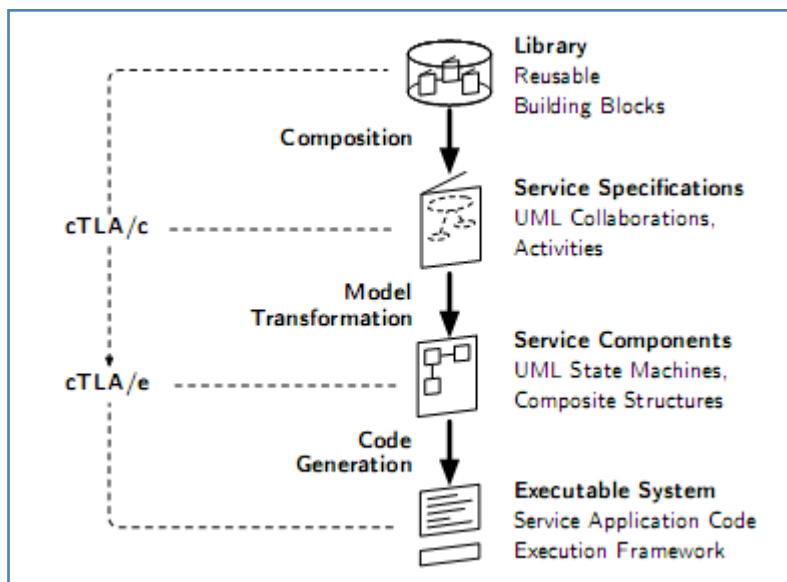 Library
Reusable
Building Blocks
Composition
Service Specifications
UML Collaborations,
Activities
cTLA/c
Model
Transformation
Service Components
UML State Machines,
Composite Structures
cTLA/e
Code
Generation
Executable System
Service Application Code
Execution Framework